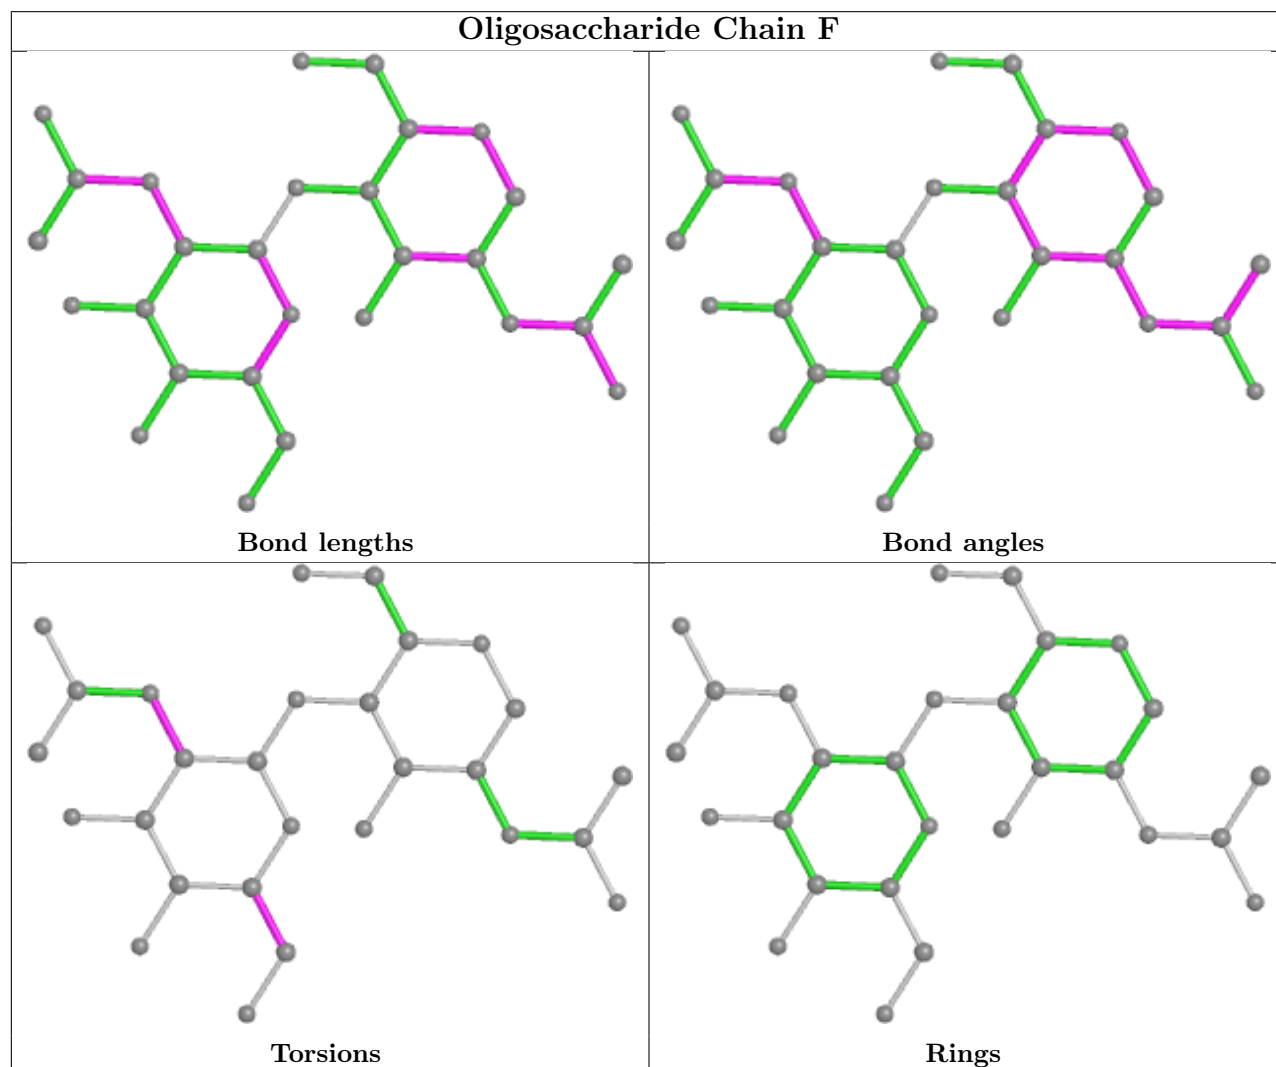 Oligosaccharide Chain F
Bond lengths
Bond angles
Torsions
Rings